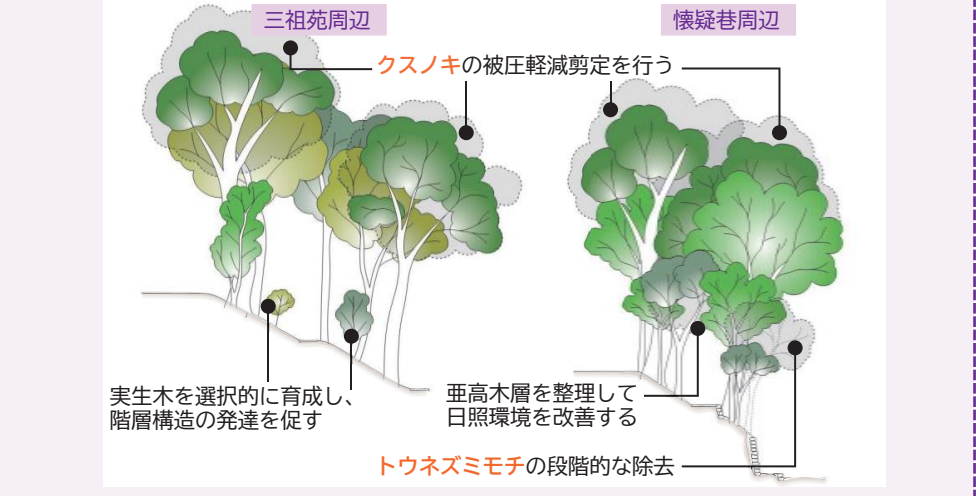 三祖苑周辺
懐疑巷周辺
クスノキの被圧軽減剪定を行う
実生木を選択的に育成し、
階層構造の発達を促す
亜高木層を整理して
日照環境を改善する
トウネズミモチの段階的な除去